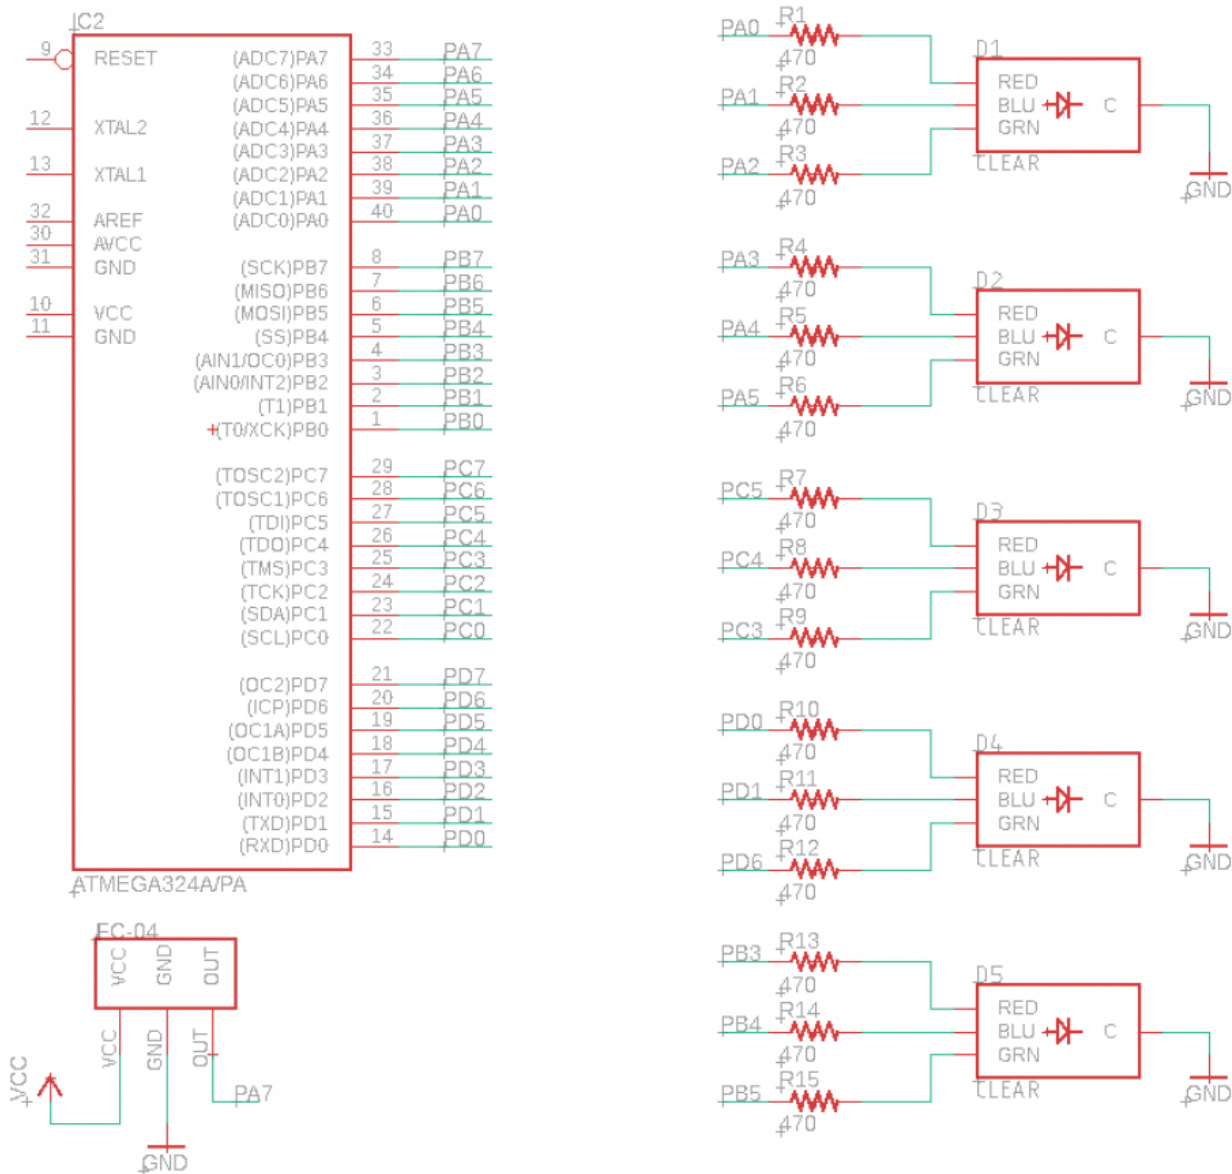 IC2
9 RESET (ADC7)PA7 33 PA7
(ADC6)PA6 34 PA6
(ADC5)PA5 35 PA5
12 XTAL2 (ADC4)PA4 36 PA4
(ADC3)PA3 37 PA3
13 XTAL1 (ADC2)PA2 38 PA2
(ADC1)PA1 39 PA1
32 AREF (ADC0)PA0 40 PA0
30 AVCC
31 GND (SCK)PB7 8 PB7
(MISO)PB6 7 PB6
10 VCC (MOSI)PB5 6 PB5
11 GND (SS)PB4 5 PB4
(AIN1/OC0)PB3 4 PB3
(AIN0/INT2)PB2 3 PB2
(T1)PB1 2 PB1
(T0/XCK)PB0 1 PB0
(TOSC2)PC7 29 PC7
(TOSC1)PC6 28 PC6
(TDI)PC5 27 PC5
(TDO)PC4 26 PC4
(TMS)PC3 25 PC3
(TCK)PC2 24 PC2
(SDA)PC1 23 PC1
(SCL)PC0 22 PC0
(OC2)PD7 21 PD7
(ICP)PD6 20 PD6
(OC1A)PD5 19 PD5
(OC1B)PD4 18 PD4
(INT1)PD3 17 PD3
(INT0)PD2 16 PD2
(TXD)PD1 15 PD1
(RXD)PD0 14 PD0
ATMEGA324A/PA
FC-04
VCC GND OUT
VCC GND OUT
VCC
PA7
GND
PA0 R1
470
PA1 R2
470
PA2 R3
470
D1
RED
BLU C
GRN
CLEAR
GND
PA3 R4
470
PA4 R5
470
PA5 R6
470
D2
RED
BLU C
GRN
CLEAR
GND
PC5 R7
470
PC4 R8
470
PC3 R9
470
D3
RED
BLU C
GRN
CLEAR
GND
PD0 R10
470
PD1 R11
470
PD6 R12
470
D4
RED
BLU C
GRN
CLEAR
GND
PB3 R13
470
PB4 R14
470
PB5 R15
470
D5
RED
BLU C
GRN
CLEAR
GND